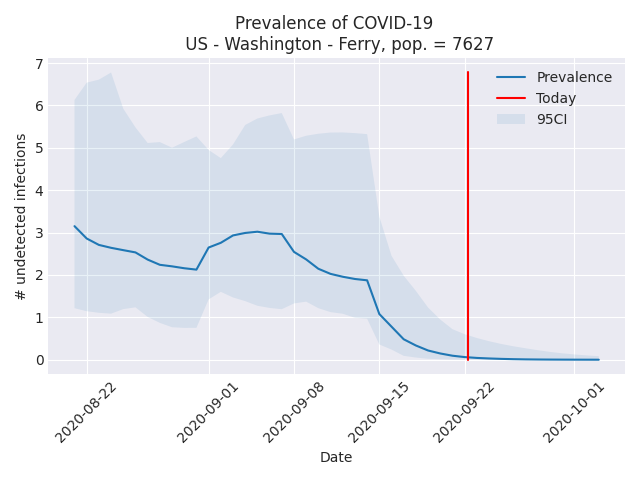 Prevalence of COVID-19
US - Washington - Ferry, pop. = 7627
7
6
5
4
3
2
1
0
# undetected infections
Prevalence
Today
95CI
2020-08-22
2020-09-01
2020-09-08
2020-09-15
2020-09-22
2020-10-01
Date